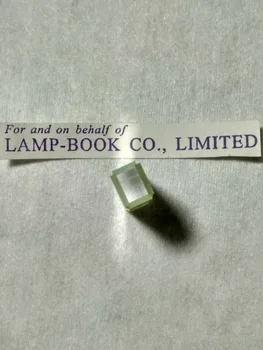 For and on behalf of
LAMP-BOOK CO., LIMITED